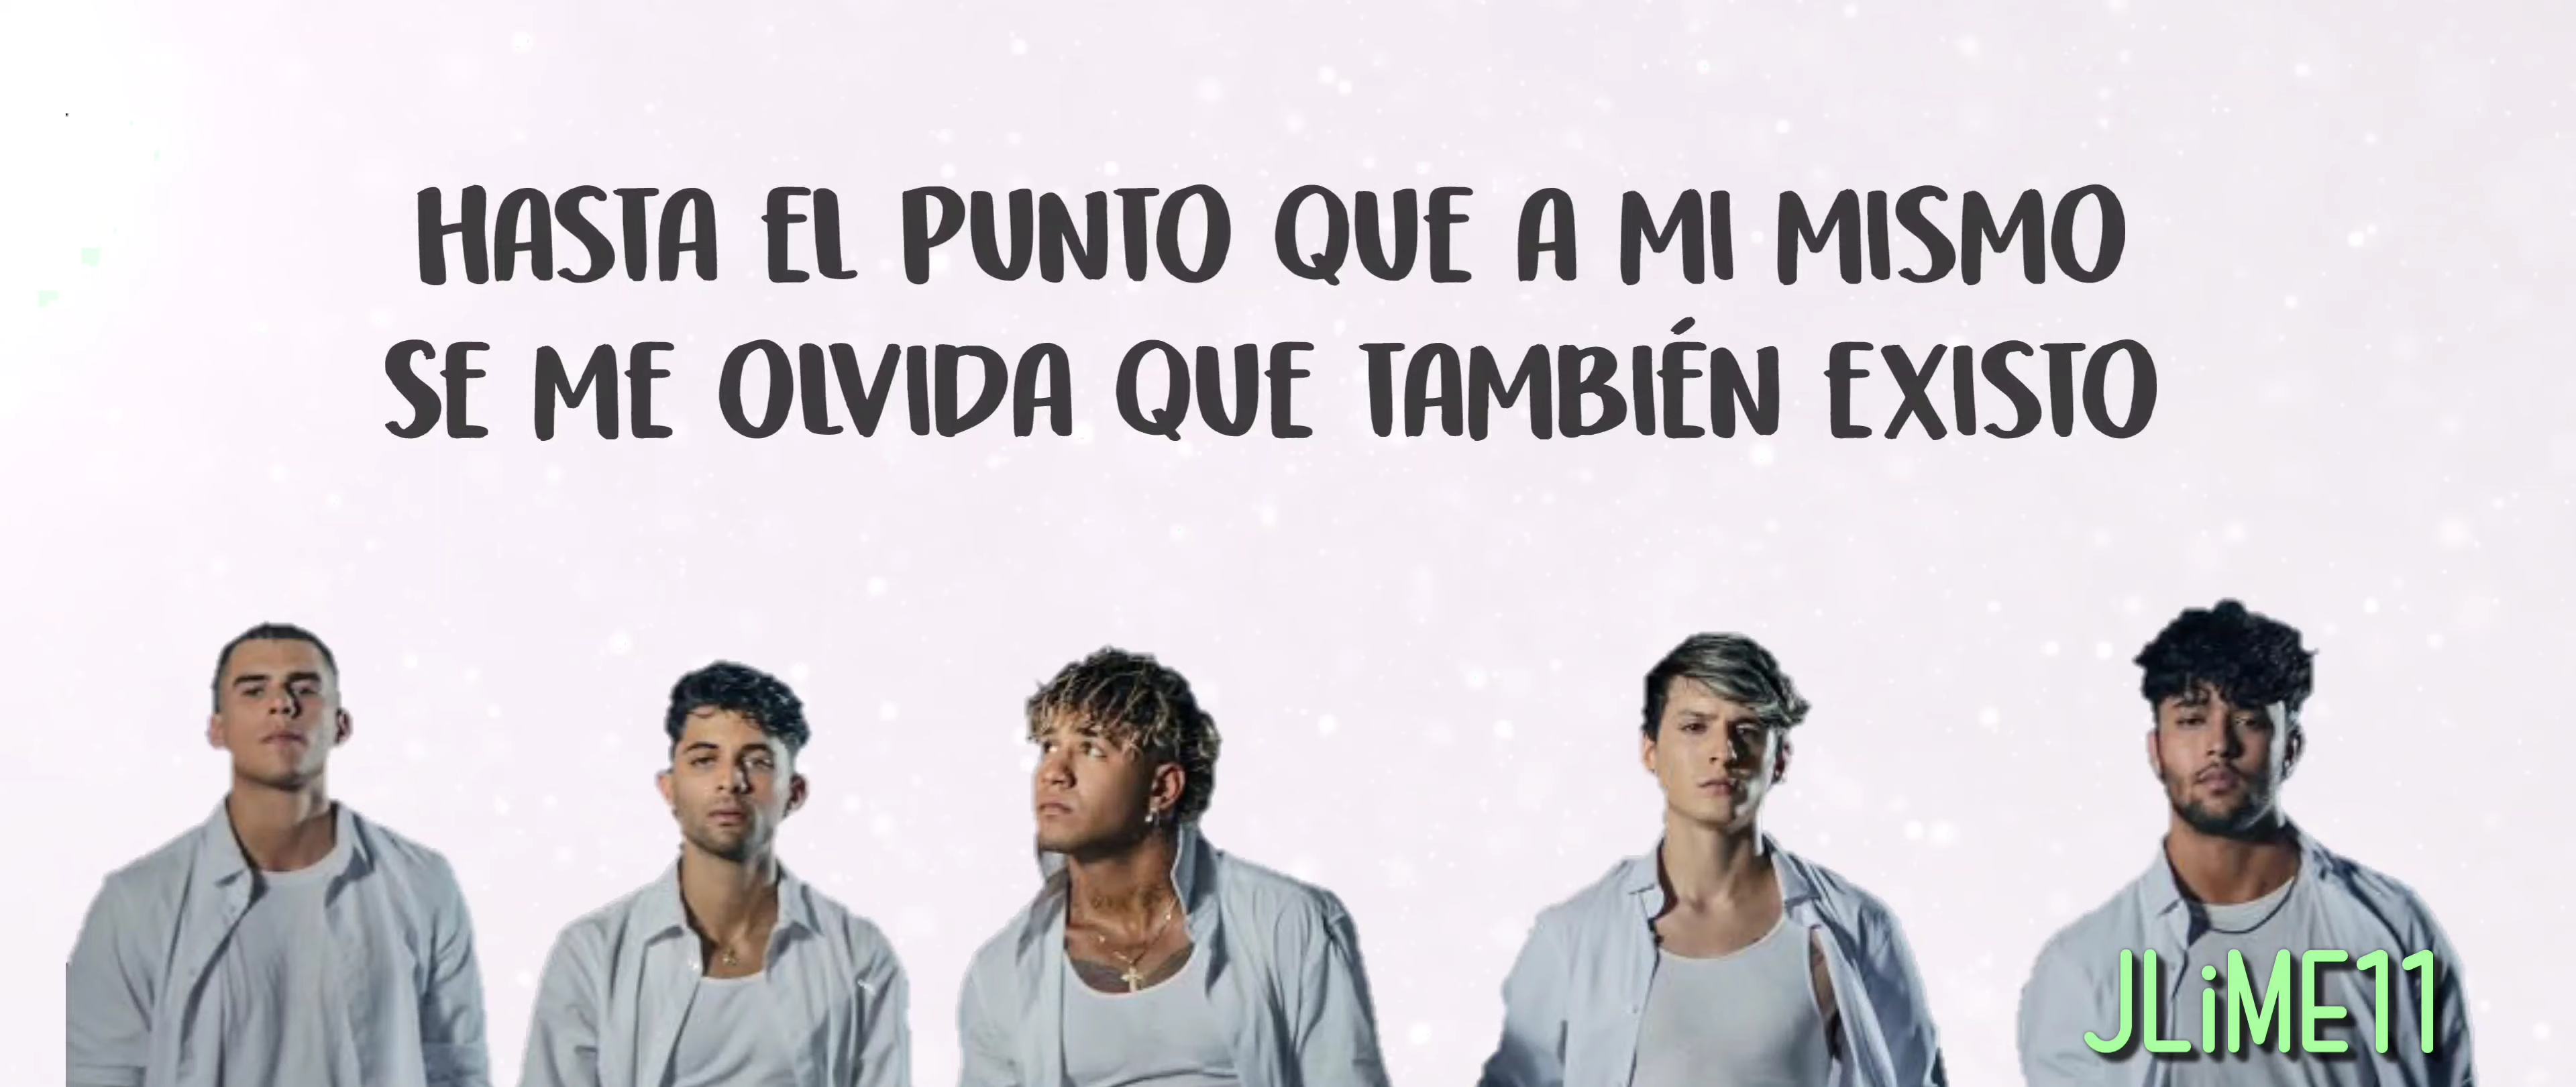 HASTA EL PUNTO QUE A MI MISMO
SE ME OLVIDA QUE TAMBIÉN EXISTO
JLiME11